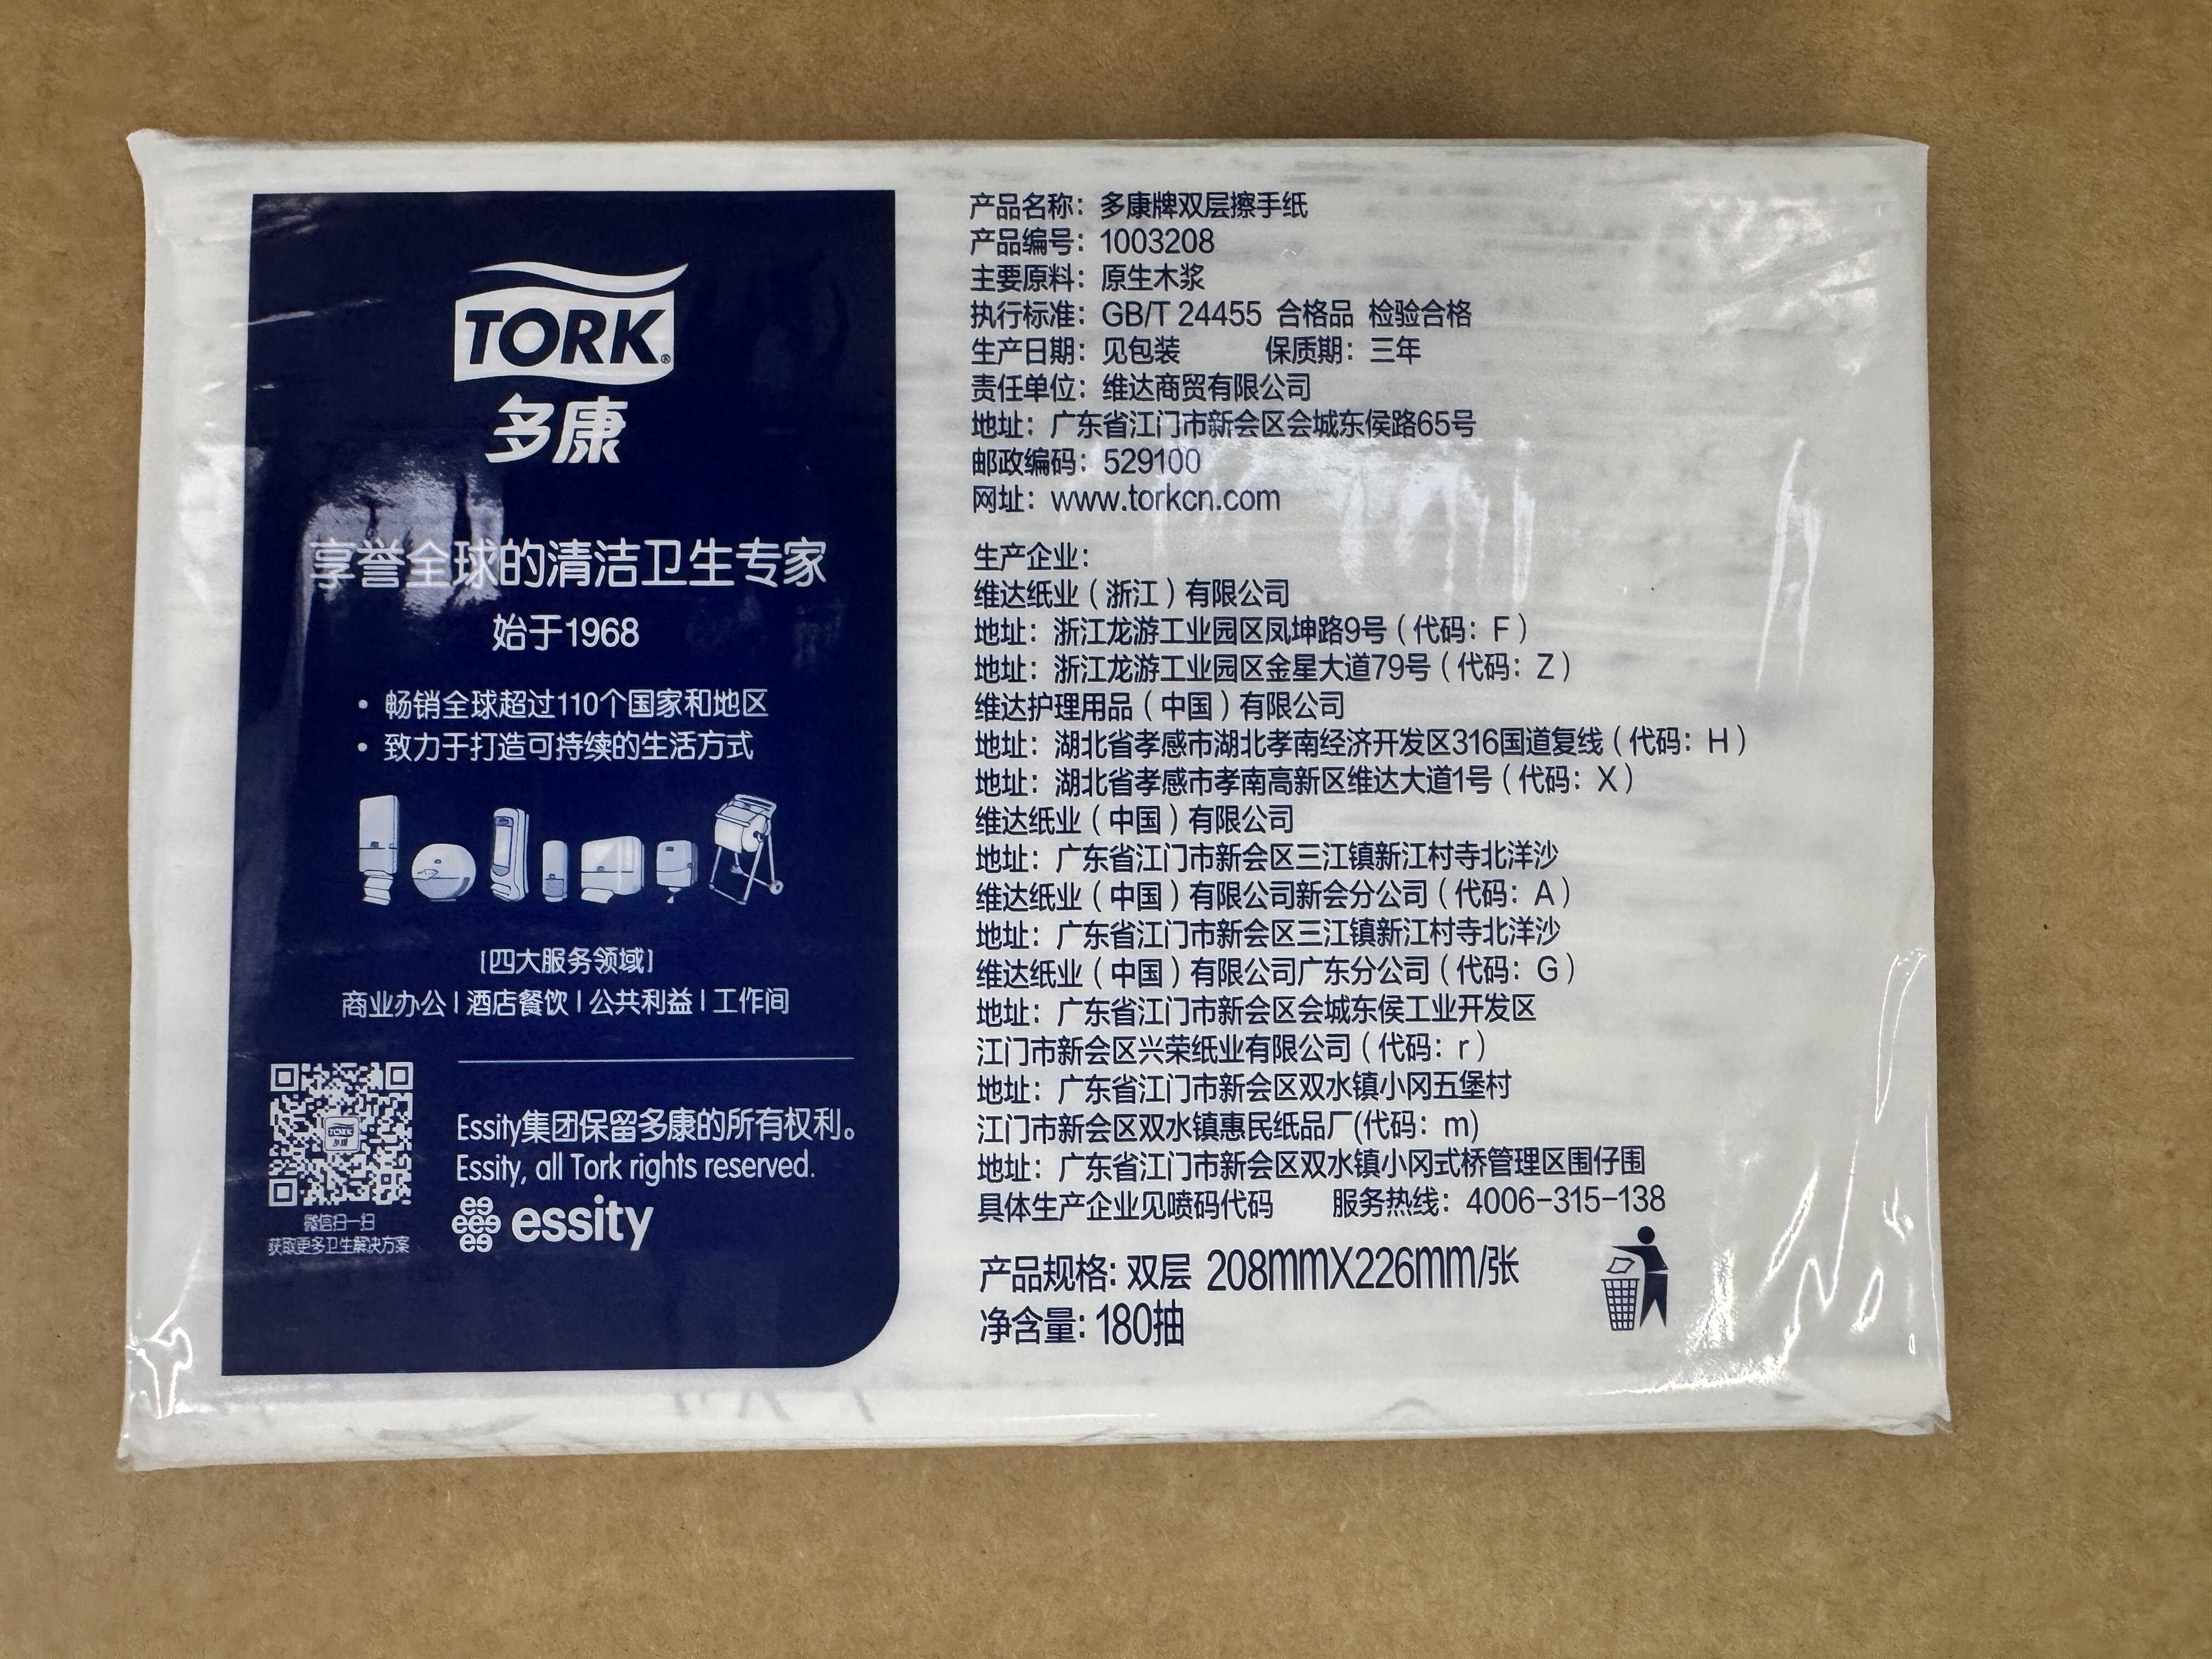 TORK®
多康
享誉全球的清洁卫生专家
始于1968
• 畅销全球超过110个国家和地区
• 致力于打造可持续的生活方式
[四大服务领域]
商业办公 | 酒店餐饮 | 公共利益 | 工作间
TORK
多康
微信扫一扫
获取更多卫生解决方案
Essity集团保留多康的所有权利。
Essity, all Tork rights reserved.
essity
产品名称：多康牌双层擦手纸
产品编号：1003208
主要原料：原生木浆
执行标准：GB/T 24455 合格品 检验合格
生产日期：见包装 保质期：三年
责任单位：维达商贸有限公司
地址：广东省江门市新会区会城东侯路65号
邮政编码：529100
网址：www.torkcn.com
生产企业：
维达纸业（浙江）有限公司
地址：浙江龙游工业园区凤坤路9号（代码：F）
地址：浙江龙游工业园区金星大道79号（代码：Z）
维达护理用品（中国）有限公司
地址：湖北省孝感市湖北孝南经济开发区316国道复线（代码：H）
地址：湖北省孝感市孝南高新区维达大道1号（代码：X）
维达纸业（中国）有限公司
地址：广东省江门市新会区三江镇新江村寺北洋沙
维达纸业（中国）有限公司新会分公司（代码：A）
地址：广东省江门市新会区三江镇新江村寺北洋沙
维达纸业（中国）有限公司广东分公司（代码：G）
地址：广东省江门市新会区会城东侯工业开发区
江门市新会区兴荣纸业有限公司（代码：r）
地址：广东省江门市新会区双水镇小冈五堡村
江门市新会区双水镇惠民纸品厂(代码：m)
地址：广东省江门市新会区双水镇小冈式桥管理区围仔围
具体生产企业见喷码代码 服务热线：4006-315-138
产品规格: 双层 208mmX226mm/张
净含量: 180抽